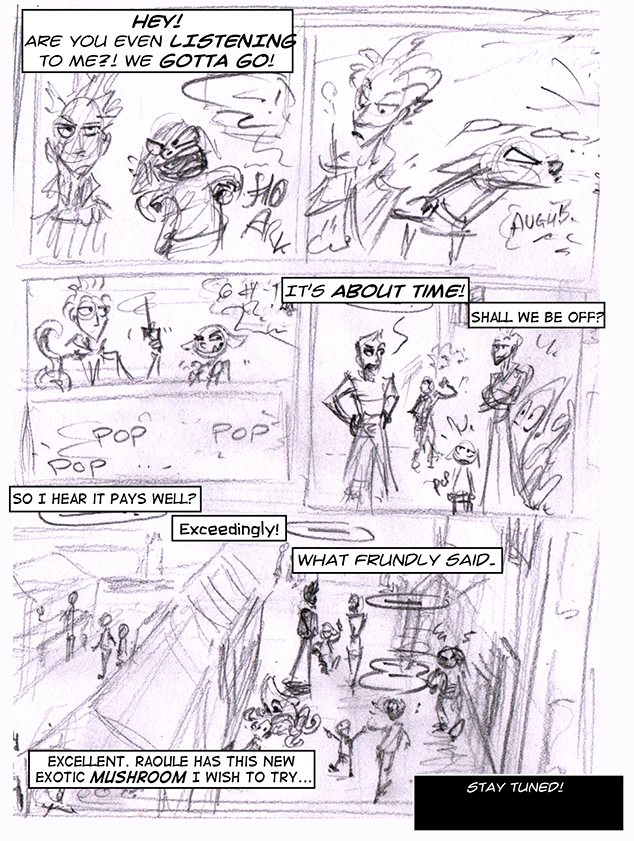 HEY!
ARE YOU EVEN LISTENING
TO ME?! WE GOTTA GO!
AUGH
IT'S ABOUT TIME!
SHALL WE BE OFF?
POP
POP
POP
SO I HEAR IT PAYS WELL?
Exceedingly!
WHAT FRUNDLY SAID..
EXCELLENT. RAOULE HAS THIS NEW
EXOTIC MUSHROOM I WISH TO TRY...
STAY TUNED!